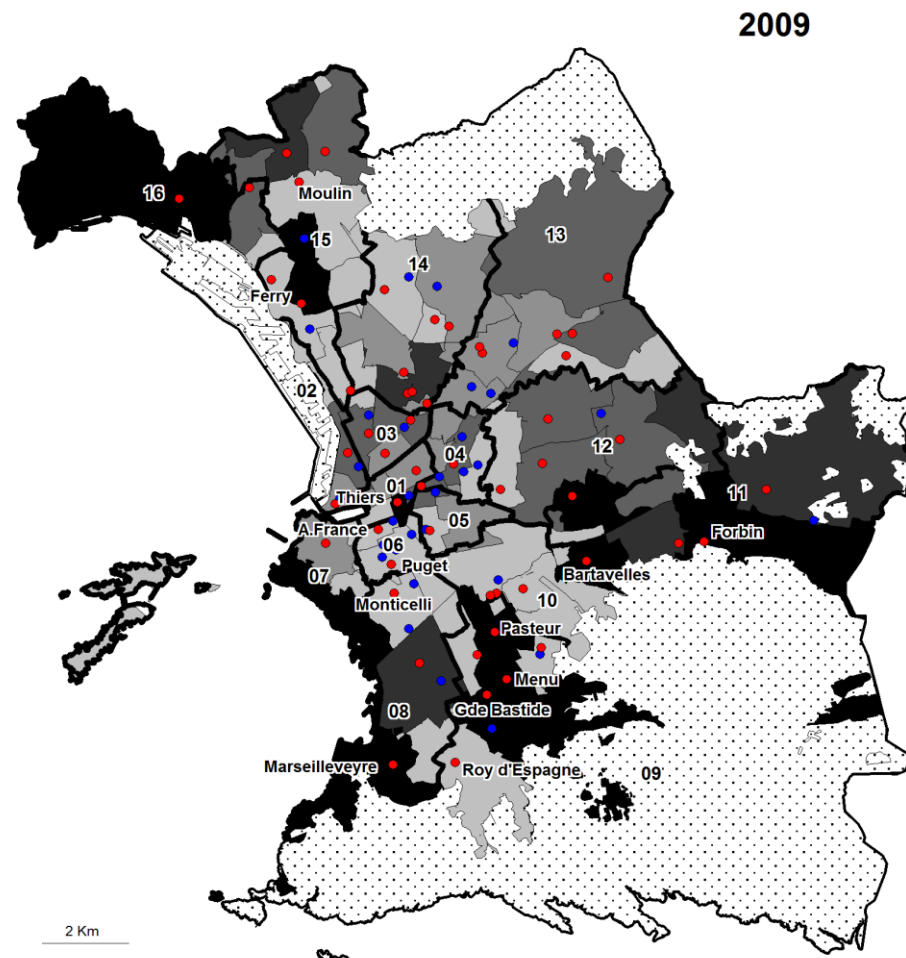 2009
16
Moulin
13
15
14
Ferry
02
03
04
12
01
Thiers
11
A.France
05
Forbin
06
Puget
Bartavelles
07
Monticelli
10
Pasteur
Menu
08
Gde Bastide
Marseilleveyre
Roy d'Espagne
09
2 Km